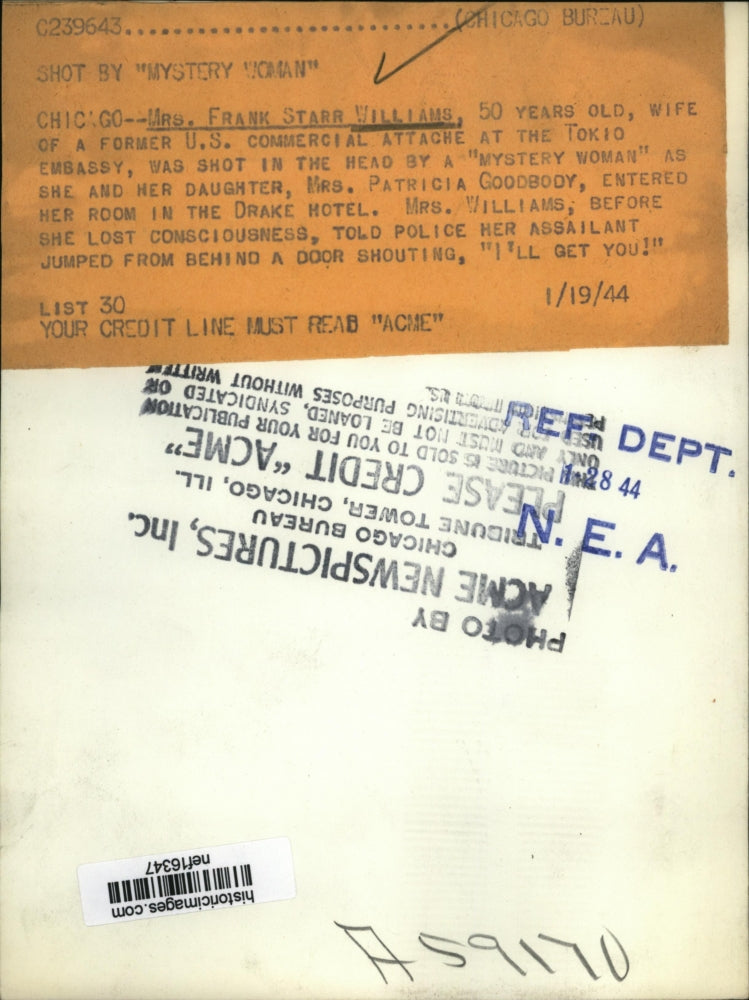 C239643............................(CHICAGO BUREAU)
SHOT BY "MYSTERY WOMAN"
CHICAGO--MRS. FRANK STARR WILLIAMS, 50 YEARS OLD, WIFE
OF A FORMER U.S. COMMERCIAL ATTACHE AT THE TOKIO
EMBASSY, WAS SHOT IN THE HEAD BY A "MYSTERY WOMAN" AS
SHE AND HER DAUGHTER, MRS. PATRICIA GOODBODY, ENTERED
HER ROOM IN THE DRAKE HOTEL. MRS. WILLIAMS, BEFORE
SHE LOST CONSCIOUSNESS, TOLD POLICE HER ASSAILANT
JUMPED FROM BEHIND A DOOR SHOUTING, "I'LL GET YOU!"
LIST 30 1/19/44
YOUR CREDIT LINE MUST READ "ACME"
REF. DEPT.
1-28 44
N. E. A.
PHOTO BY
ACME NEWSPICTURES, Inc.
CHICAGO BUREAU
TRIBUNE TOWER, CHICAGO, ILL.
PLEASE CREDIT "ACME"
THIS PICTURE IS SOLD TO YOU FOR YOUR PUBLICATION
ONLY AND MUST NOT BE LOANED, SYNDICATED OR
USED FOR ADVERTISING PURPOSES WITHOUT WRITTEN
historicimages.com
nef16347
A59170